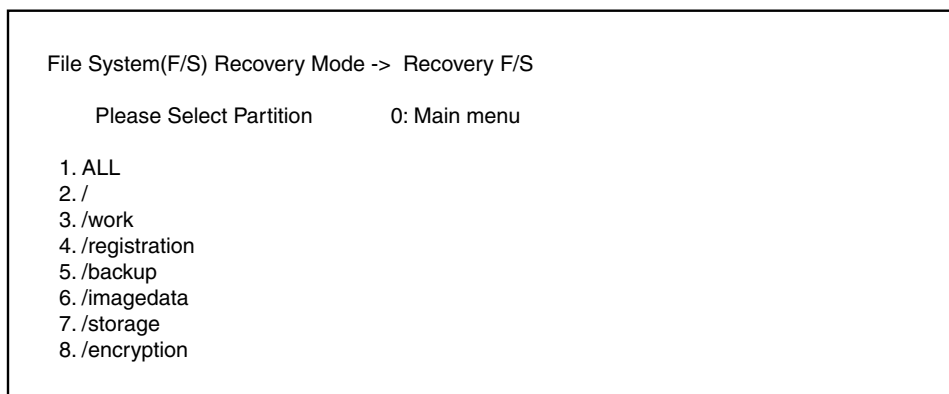 File System(F/S) Recovery Mode -> Recovery F/S
Please Select Partition 0: Main menu
1. ALL
2. /
3. /work
4. /registration
5. /backup
6. /imagedata
7. /storage
8. /encryption